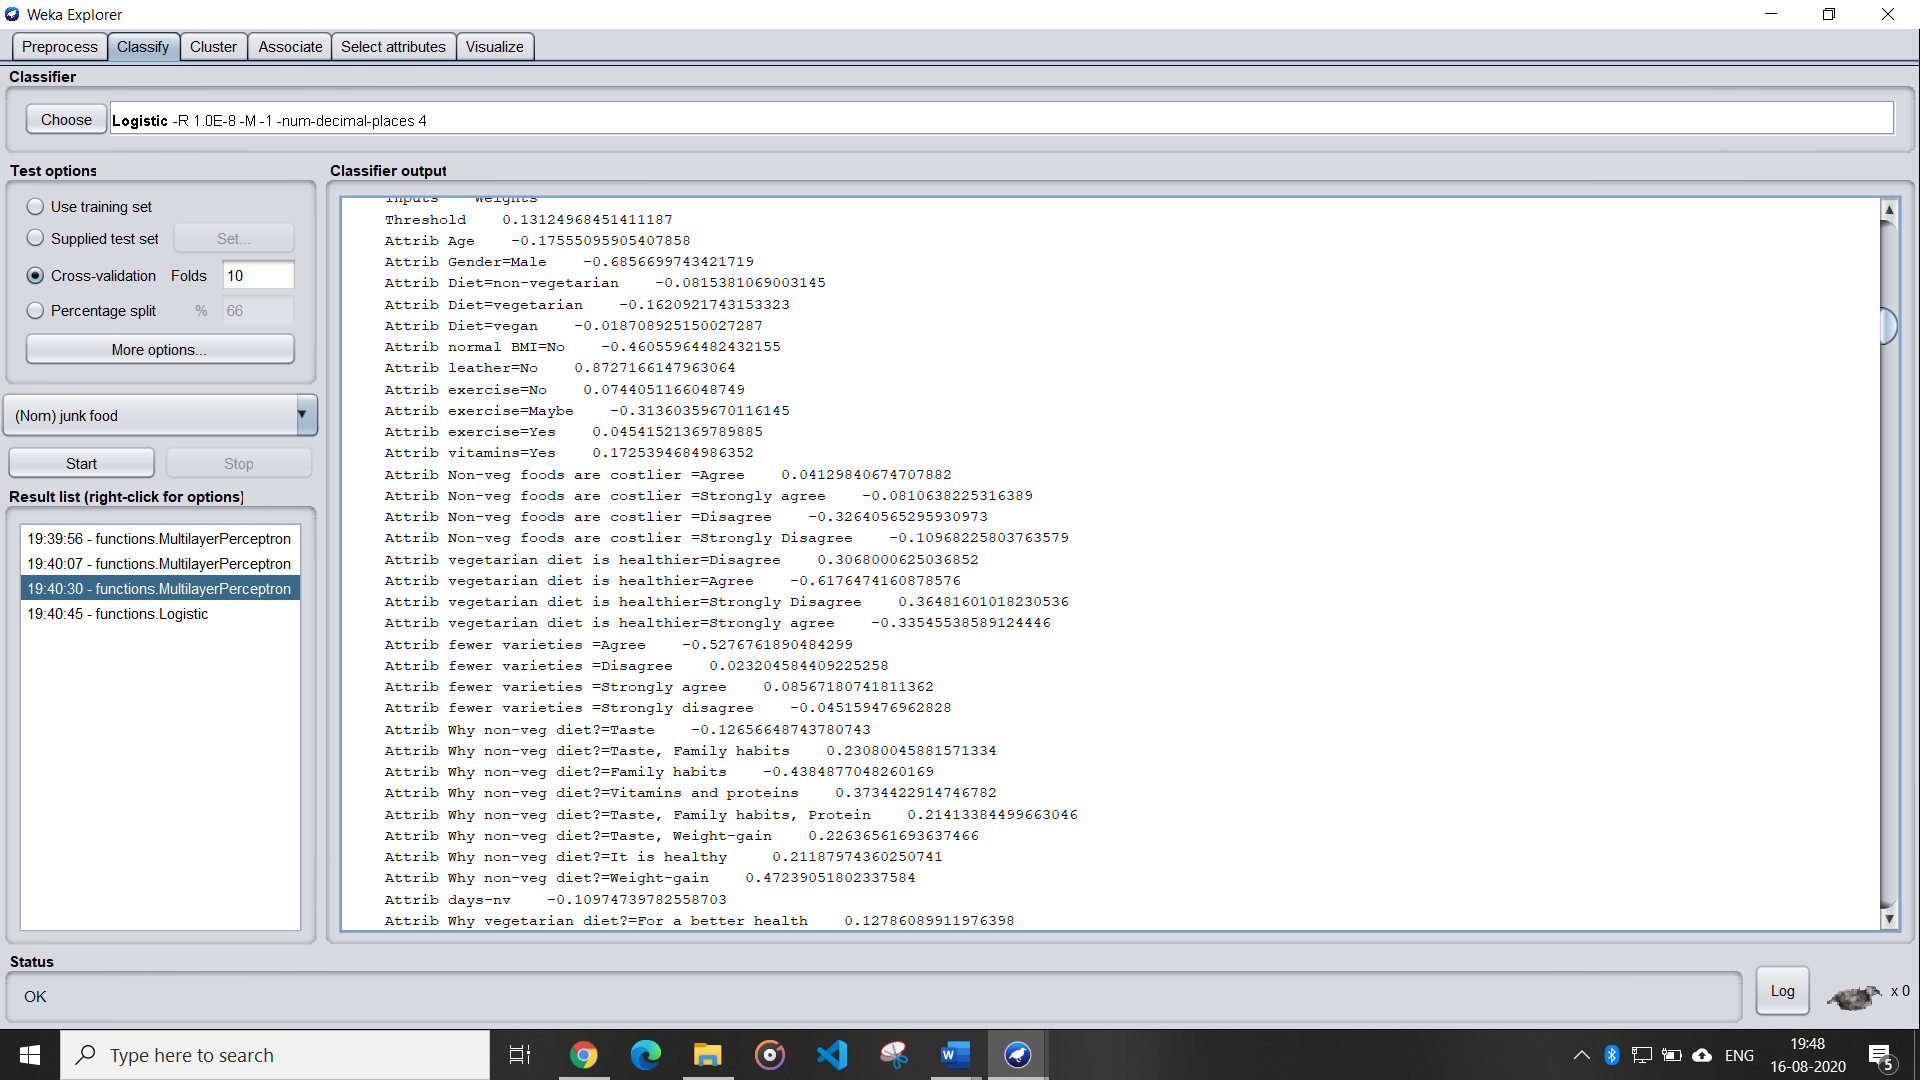 Weka Explorer
Preprocess Classify Cluster Associate Select attributes Visualize
Classifier
Choose Logistic -R 1.0E-8 -M -1 -num-decimal-places 4
Test options
Use training set
Supplied test set Set...
Cross-validation Folds 10
Percentage split % 66
More options...
(Nom) junk food
Start Stop
Result list (right-click for options)
19:39:56 - functions.MultilayerPerceptron
19:40:07 - functions.MultilayerPerceptron
19:40:30 - functions.MultilayerPerceptron
19:40:45 - functions.Logistic
Classifier output
Inputs Weights
Threshold 0.13124968451411187
Attrib Age -0.17555095905407858
Attrib Gender=Male -0.6856699743421719
Attrib Diet=non-vegetarian -0.0815381069003145
Attrib Diet=vegetarian -0.1620921743153323
Attrib Diet=vegan -0.018708925150027287
Attrib normal BMI=No -0.46055964482432155
Attrib leather=No 0.8727166147963064
Attrib exercise=No 0.0744051166048749
Attrib exercise=Maybe -0.31360359670116145
Attrib exercise=Yes 0.04541521369789885
Attrib vitamins=Yes 0.1725394684986352
Attrib Non-veg foods are costlier =Agree 0.04129840674707882
Attrib Non-veg foods are costlier =Strongly agree -0.0810638225316389
Attrib Non-veg foods are costlier =Disagree -0.32640565295930973
Attrib Non-veg foods are costlier =Strongly Disagree -0.10968225803763579
Attrib vegetarian diet is healthier=Disagree 0.3068000625036852
Attrib vegetarian diet is healthier=Agree -0.6176474160878576
Attrib vegetarian diet is healthier=Strongly Disagree 0.36481601018230536
Attrib vegetarian diet is healthier=Strongly agree -0.33545538589124446
Attrib fewer varieties =Agree -0.5276761890484299
Attrib fewer varieties =Disagree 0.023204584409225258
Attrib fewer varieties =Strongly agree 0.08567180741811362
Attrib fewer varieties =Strongly disagree -0.045159476962828
Attrib Why non-veg diet?=Taste -0.12656648743780743
Attrib Why non-veg diet?=Taste, Family habits 0.23080045881571334
Attrib Why non-veg diet?=Family habits -0.4384877048260169
Attrib Why non-veg diet?=Vitamins and proteins 0.3734422914746782
Attrib Why non-veg diet?=Taste, Family habits, Protein 0.21413384499663046
Attrib Why non-veg diet?=Taste, Weight-gain 0.22636561693637466
Attrib Why non-veg diet?=It is healthy 0.21187974360250741
Attrib Why non-veg diet?=Weight-gain 0.47239051802337584
Attrib days-nv -0.10974739782558703
Attrib Why vegetarian diet?=For a better health 0.12786089911976398
Status
OK
Log
x 0
Type here to search
ENG
19:48
16-08-2020
5